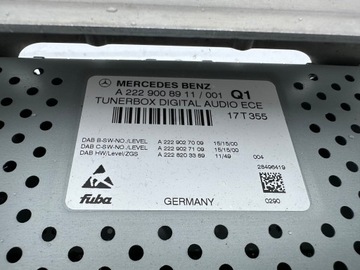 MERCEDES BENZ
A 222 900 89 11 / 001 Q1
TUNERBOX DIGITAL AUDIO ECE
17T355
DAB B-SW-NO./LEVEL A 222 902 70 09 15/15/00
DAB C-SW-NO./LEVEL A 222 902 71 09 15/15/00
DAB HW/Level/ZGS A 222 820 33 89 11/49 004
28496419
fuba GERMANY 0290